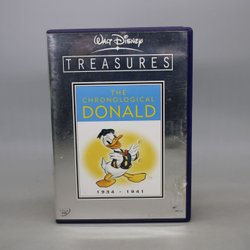 WALT DISNEY
TREASURES
THE
CHRONOLOGICAL
DONALD
1934 - 1941